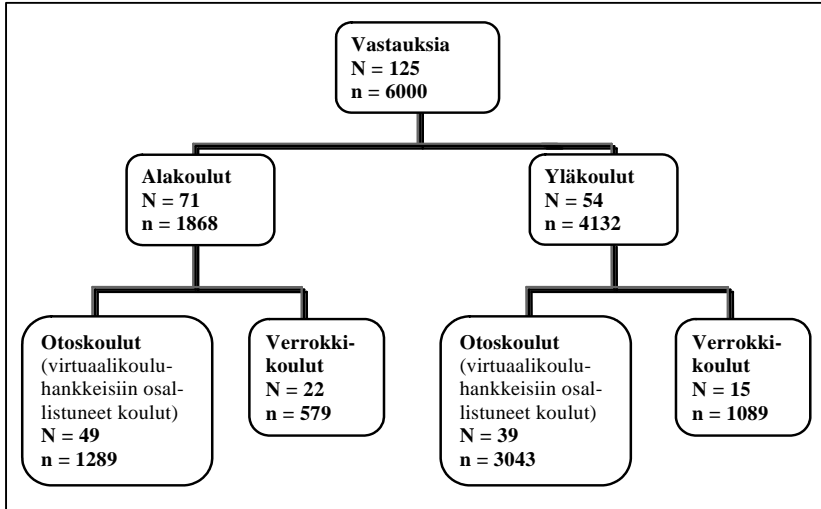 Vastauksia
N = 125
n = 6000
Alakoulut
N = 71
n = 1868
Yläkoulut
N = 54
n = 4132
Otoskoulut
(virtuaalikoulu-
hankkeisiin osal-
listuneet koulut)
N = 49
n = 1289
Verrokki-
koulut
N = 22
n = 579
Otoskoulut
(virtuaalikoulu-
hankkeisiin osal-
listuneet koulut)
N = 39
n = 3043
Verrokki-
koulut
N = 15
n = 1089